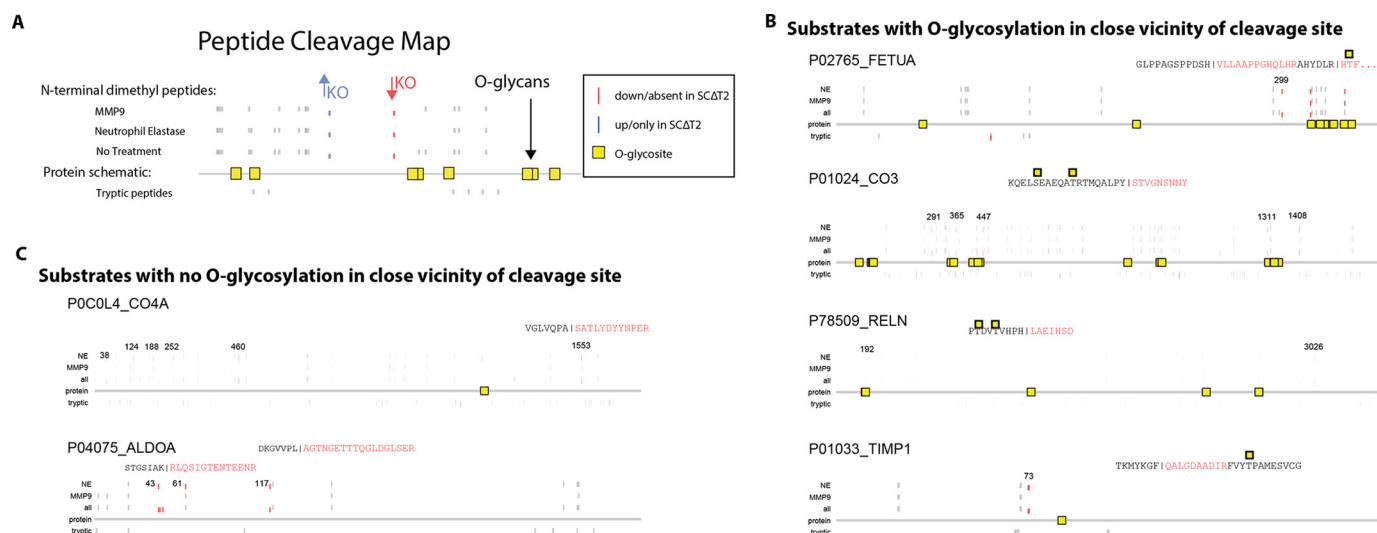 A
Peptide Cleavage Map
N-terminal dimethyl peptides:
KO
KO
O-glycans
MMP9
Neutrophil Elastase
No Treatment
Protein schematic:
Tryptic peptides
down/absent in SCΔT2
up/only in SCΔT2
O-glycosite
B
Substrates with O-glycosylation in close vicinity of cleavage site
P02765_FETUA
GLPPAGSPPDSH|VLLAAPPGHQLHRAHYDLR|HTF...
299
NE
MMP9
all
protein
tryptic
P01024_CO3
KQELSEAEQATRTMQALPY|STVGNSNNY
291 365 447 1311 1408
NE
MMP9
all
protein
tryptic
P78509_RELN
PTDVTVHPH|LAEIHSD
192 3026
NE
MMP9
all
protein
tryptic
P01033_TIMP1
TKMYKGF|QALGDAADIRFVYTPAMESVCG
73
NE
MMP9
all
protein
tryptic
C
Substrates with no O-glycosylation in close vicinity of cleavage site
P0C0L4_CO4A
VGLVQPA|SATLYDYYNPER
38 124 188 252 460 1553
NE
MMP9
all
protein
tryptic
P04075_ALDOA
DKGVVPL|AGTNGETTTQGLDGLSER
STGSIAK|RLQSIGTENTEENR
43 61 117
NE
MMP9
all
protein
tryptic